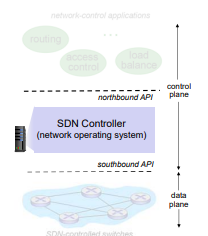 network-control applications
routing
...
access
control
load
balance
control
plane
northbound API
SDN Controller
(network operating system)
southbound API
data
plane
SDN-controlled switches